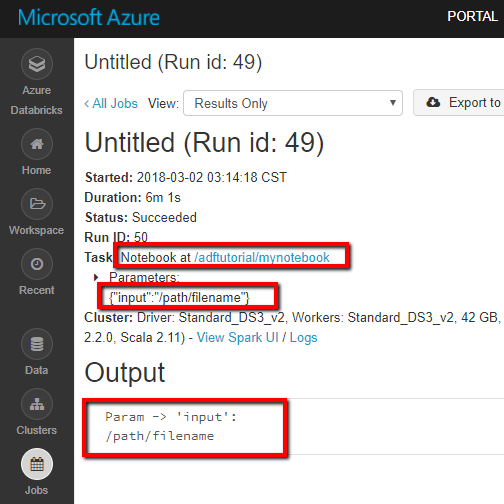 Microsoft Azure
PORTAL
Azure
Databricks
Home
Workspace
Recent
Data
Clusters
Jobs
Untitled (Run id: 49)
< All Jobs View: Results Only Export to
Untitled (Run id: 49)
Started: 2018-03-02 03:14:18 CST
Duration: 6m 1s
Status: Succeeded
Run ID: 50
Task: Notebook at /adftutorial/mynotebook
Parameters:
{"input":"/path/filename"}
Cluster: Driver: Standard_DS3_v2, Workers: Standard_DS3_v2, 42 GB,
2.2.0, Scala 2.11) - View Spark UI / Logs
Output
Param -> 'input':
/path/filename